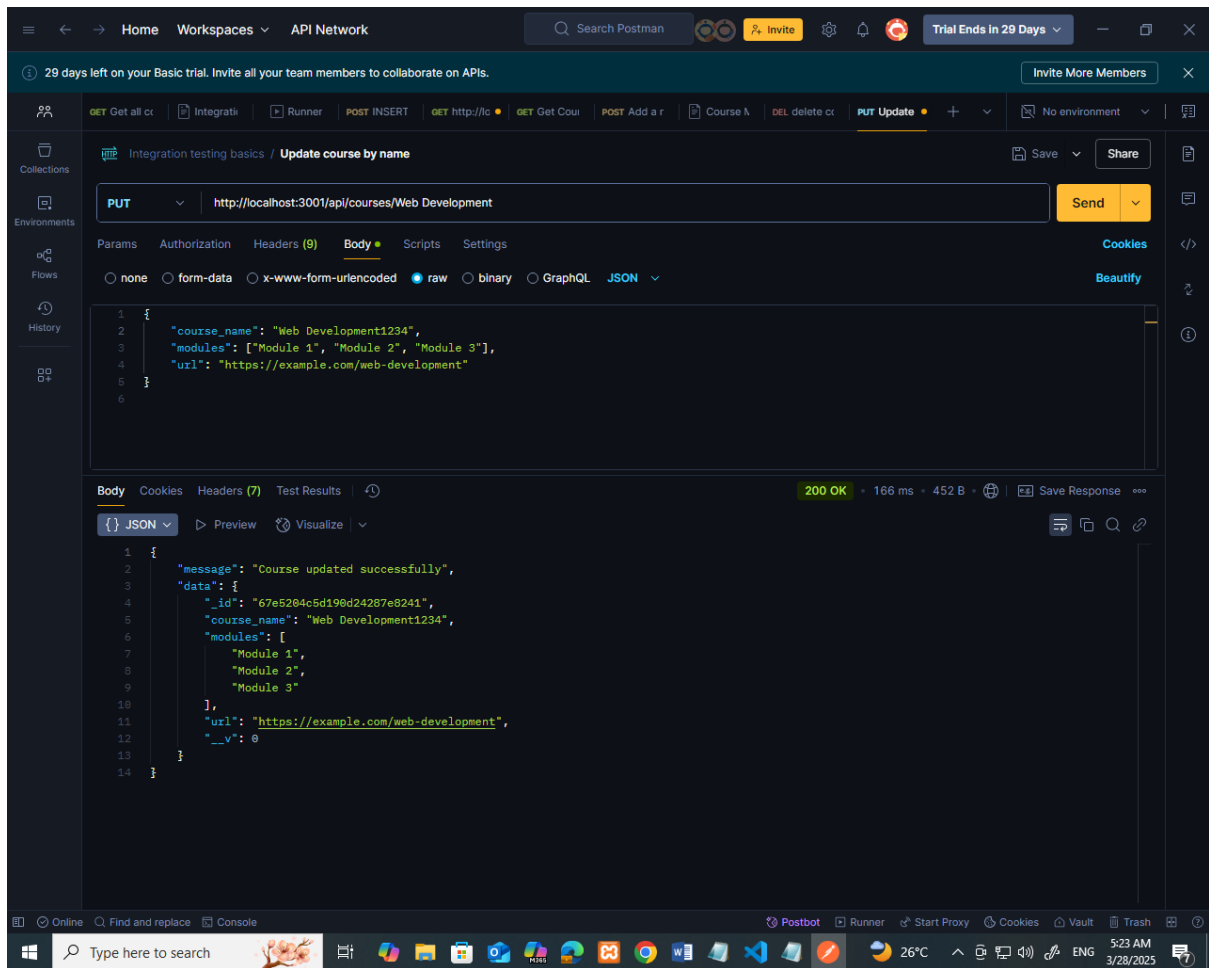 Home Workspaces API Network Search Postman Invite Trial Ends in 29 Days
29 days left on your Basic trial. Invite all your team members to collaborate on APIs. Invite More Members
GET Get all cc Integrati Runner POST INSERT GET http://lc GET Get Cour POST Add a r Course M DEL delete cc PUT Update No environment
HTTP Integration testing basics / Update course by name Save Share
Collections
PUT http://localhost:3001/api/courses/Web Development Send
Environments
Params Authorization Headers (9) Body Scripts Settings Cookies
Flows
none form-data x-www-form-urlencoded raw binary GraphQL JSON Beautify
History
1 {
2 "course_name": "Web Development1234",
3 "modules": ["Module 1", "Module 2", "Module 3"],
4 "url": "https://example.com/web-development"
5 }
6
Body Cookies Headers (7) Test Results 200 OK 166 ms 452 B e.g. Save Response
{} JSON Preview Visualize
1 {
2 "message": "Course updated successfully",
3 "data": {
4 "_id": "67e5204c5d190d24287e8241",
5 "course_name": "Web Development1234",
6 "modules": [
7 "Module 1",
8 "Module 2",
9 "Module 3"
10 ],
11 "url": "https://example.com/web-development",
12 "__v": 0
13 }
14 }
Online Find and replace Console Postbot Runner Start Proxy Cookies Vault Trash
Type here to search M365 26°C ENG 5:23 AM
3/28/2025 7